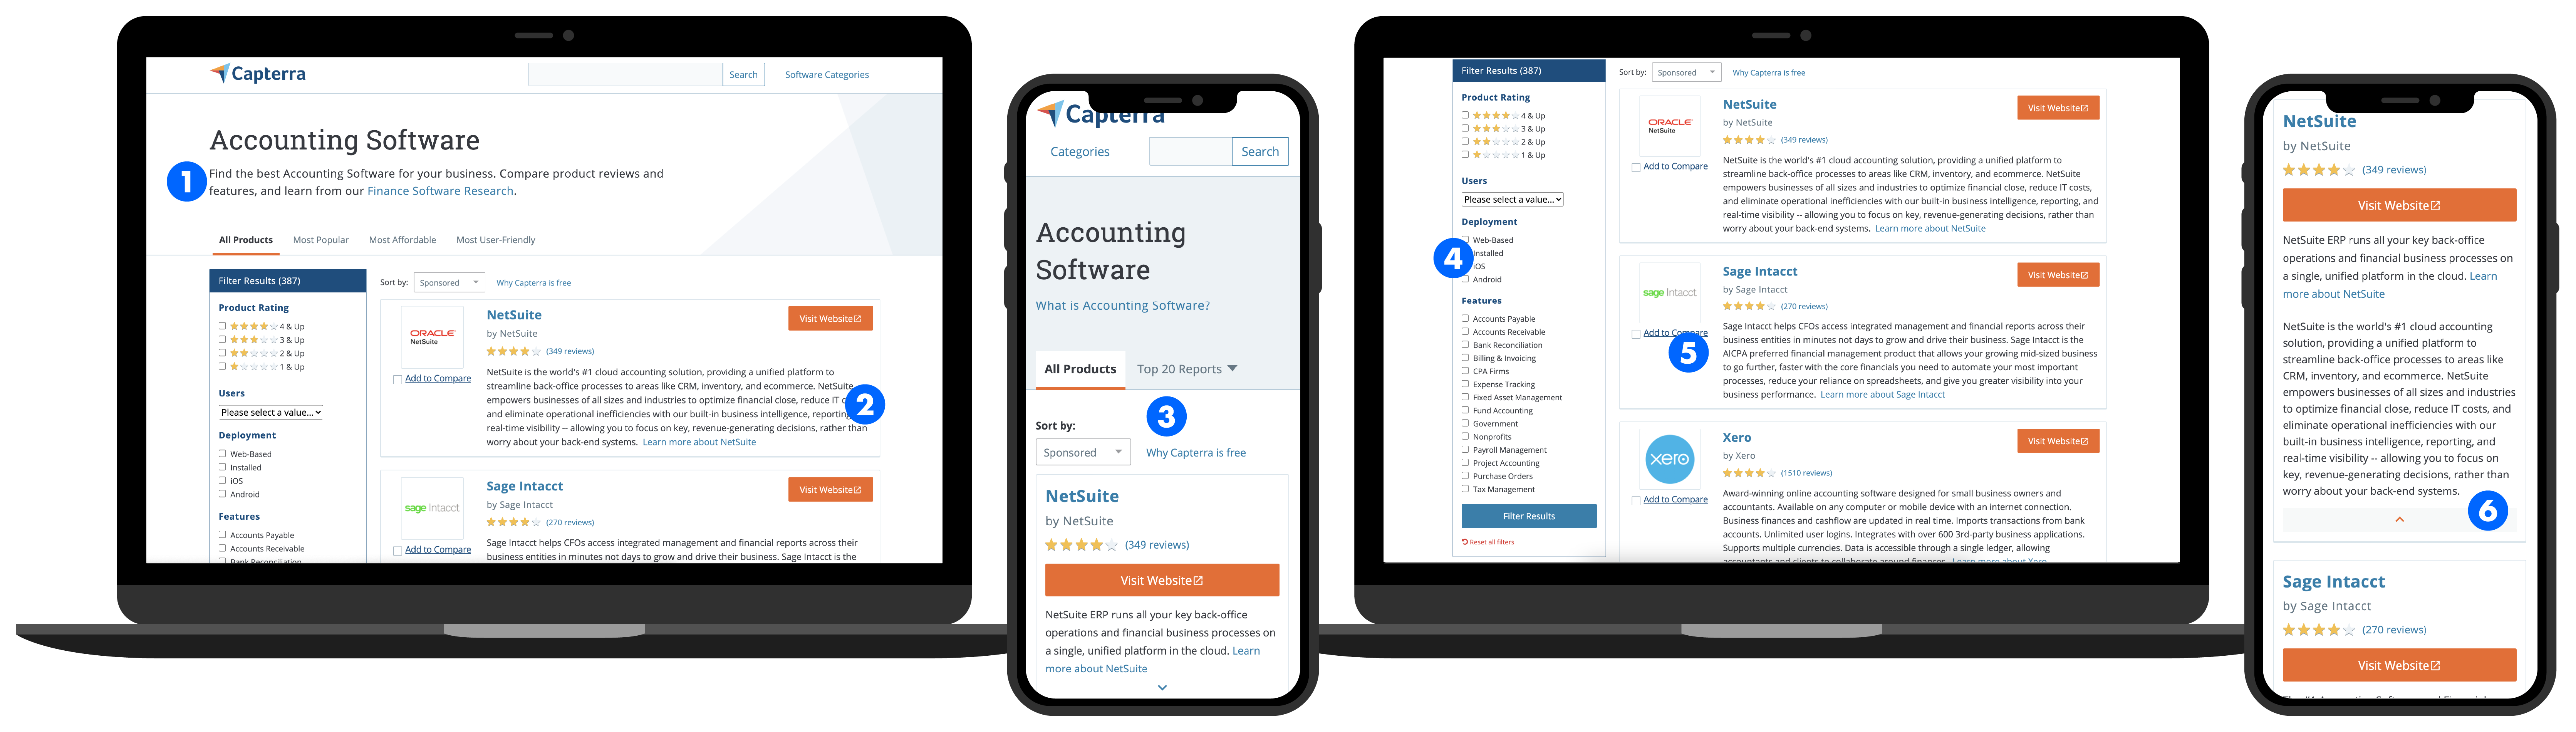 Capterra
Search
Software Categories
Accounting Software
1
Find the best Accounting Software for your business. Compare product reviews and
features, and learn from our Finance Software Research.
All Products
Most Popular
Most Affordable
Most User-Friendly
Filter Results (387)
Product Rating
4 & Up
3 & Up
2 & Up
1 & Up
Users
Please select a value...
Deployment
Web-Based
Installed
iOS
Android
Features
Accounts Payable
Accounts Receivable
Bank Reconciliation
Sort by:
Sponsored
Why Capterra is free
ORACLE
NetSuite
Add to Compare
NetSuite
by NetSuite
(349 reviews)
Visit Website
NetSuite is the world's #1 cloud accounting solution, providing a unified platform to
streamline back-office processes to areas like CRM, inventory, and ecommerce. NetSuite
empowers businesses of all sizes and industries to optimize financial close, reduce IT
and eliminate operational inefficiencies with our built-in business intelligence, reporting
real-time visibility -- allowing you to focus on key, revenue-generating decisions, rather than
worry about your back-end systems. Learn more about NetSuite
2
sage Intacct
Add to Compare
Sage Intacct
by Sage Intacct
(270 reviews)
Visit Website
Sage Intacct helps CFOs access integrated management and financial reports across their
business entities in minutes not days to grow and drive their business. Sage Intacct is the
Capterra
Categories
Search
Accounting
Software
What is Accounting Software?
All Products
Top 20 Reports
3
Sort by:
Sponsored
Why Capterra is free
NetSuite
by NetSuite
(349 reviews)
Visit Website
NetSuite ERP runs all your key back-office
operations and financial business processes on
a single, unified platform in the cloud. Learn
more about NetSuite
Filter Results (387)
Product Rating
4 & Up
3 & Up
2 & Up
1 & Up
Users
Please select a value...
Deployment
Web-Based
4
Installed
iOS
Android
Features
Accounts Payable
Accounts Receivable
Bank Reconciliation
Billing & Invoicing
CPA Firms
Expense Tracking
Fixed Asset Management
Fund Accounting
Government
Nonprofits
Payroll Management
Project Accounting
Purchase Orders
Tax Management
Filter Results
Reset all filters
Sort by:
Sponsored
Why Capterra is free
ORACLE
NetSuite
Add to Compare
NetSuite
by NetSuite
(349 reviews)
Visit Website
NetSuite is the world's #1 cloud accounting solution, providing a unified platform to
streamline back-office processes to areas like CRM, inventory, and ecommerce. NetSuite
empowers businesses of all sizes and industries to optimize financial close, reduce IT costs,
and eliminate operational inefficiencies with our built-in business intelligence, reporting, and
real-time visibility -- allowing you to focus on key, revenue-generating decisions, rather than
worry about your back-end systems. Learn more about NetSuite
sage Intacct
Add to Compare
5
Sage Intacct
by Sage Intacct
(270 reviews)
Visit Website
Sage Intacct helps CFOs access integrated management and financial reports across their
business entities in minutes not days to grow and drive their business. Sage Intacct is the
AICPA preferred financial management product that allows your growing mid-sized business
to go further, faster with the core financials you need to automate your most important
processes, reduce your reliance on spreadsheets, and give you greater visibility into your
business performance. Learn more about Sage Intacct
xero
Add to Compare
Xero
by Xero
(1510 reviews)
Visit Website
Award-winning online accounting software designed for small business owners and
accountants. Available on any computer or mobile device with an internet connection.
Business finances and cashflow are updated in real time. Imports transactions from bank
accounts. Unlimited user logins. Integrates with over 600 3rd-party business applications.
Supports multiple currencies. Data is accessible through a single ledger, allowing
accountants and clients to collaborate around finances. Learn more about Xero
NetSuite
by NetSuite
(349 reviews)
Visit Website
NetSuite ERP runs all your key back-office
operations and financial business processes on
a single, unified platform in the cloud. Learn
more about NetSuite
NetSuite is the world's #1 cloud accounting
solution, providing a unified platform to
streamline back-office processes to areas like
CRM, inventory, and ecommerce. NetSuite
empowers businesses of all sizes and industries
to optimize financial close, reduce IT costs, and
eliminate operational inefficiencies with our
built-in business intelligence, reporting, and
real-time visibility -- allowing you to focus on
key, revenue-generating decisions, rather than
worry about your back-end systems.
6
Sage Intacct
by Sage Intacct
(270 reviews)
Visit Website